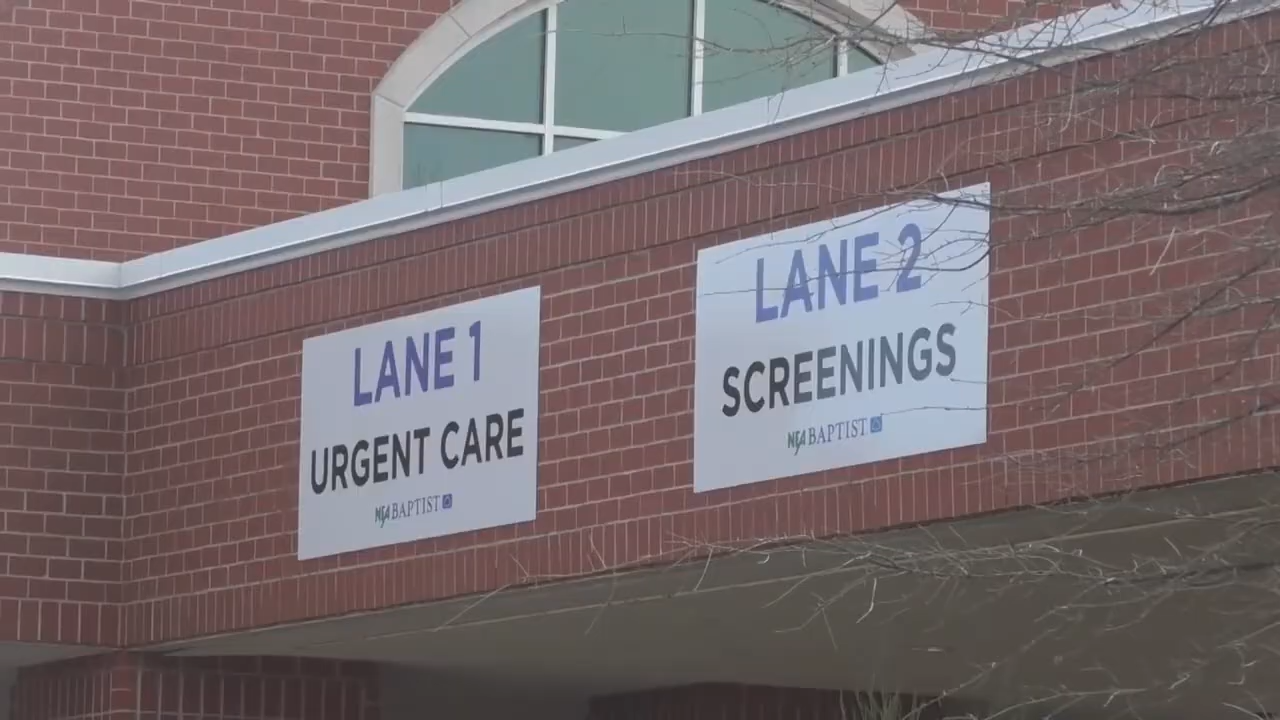 LANE 1
URGENT CARE
NEA BAPTIST
LANE 2
SCREENINGS
NEA BAPTIST